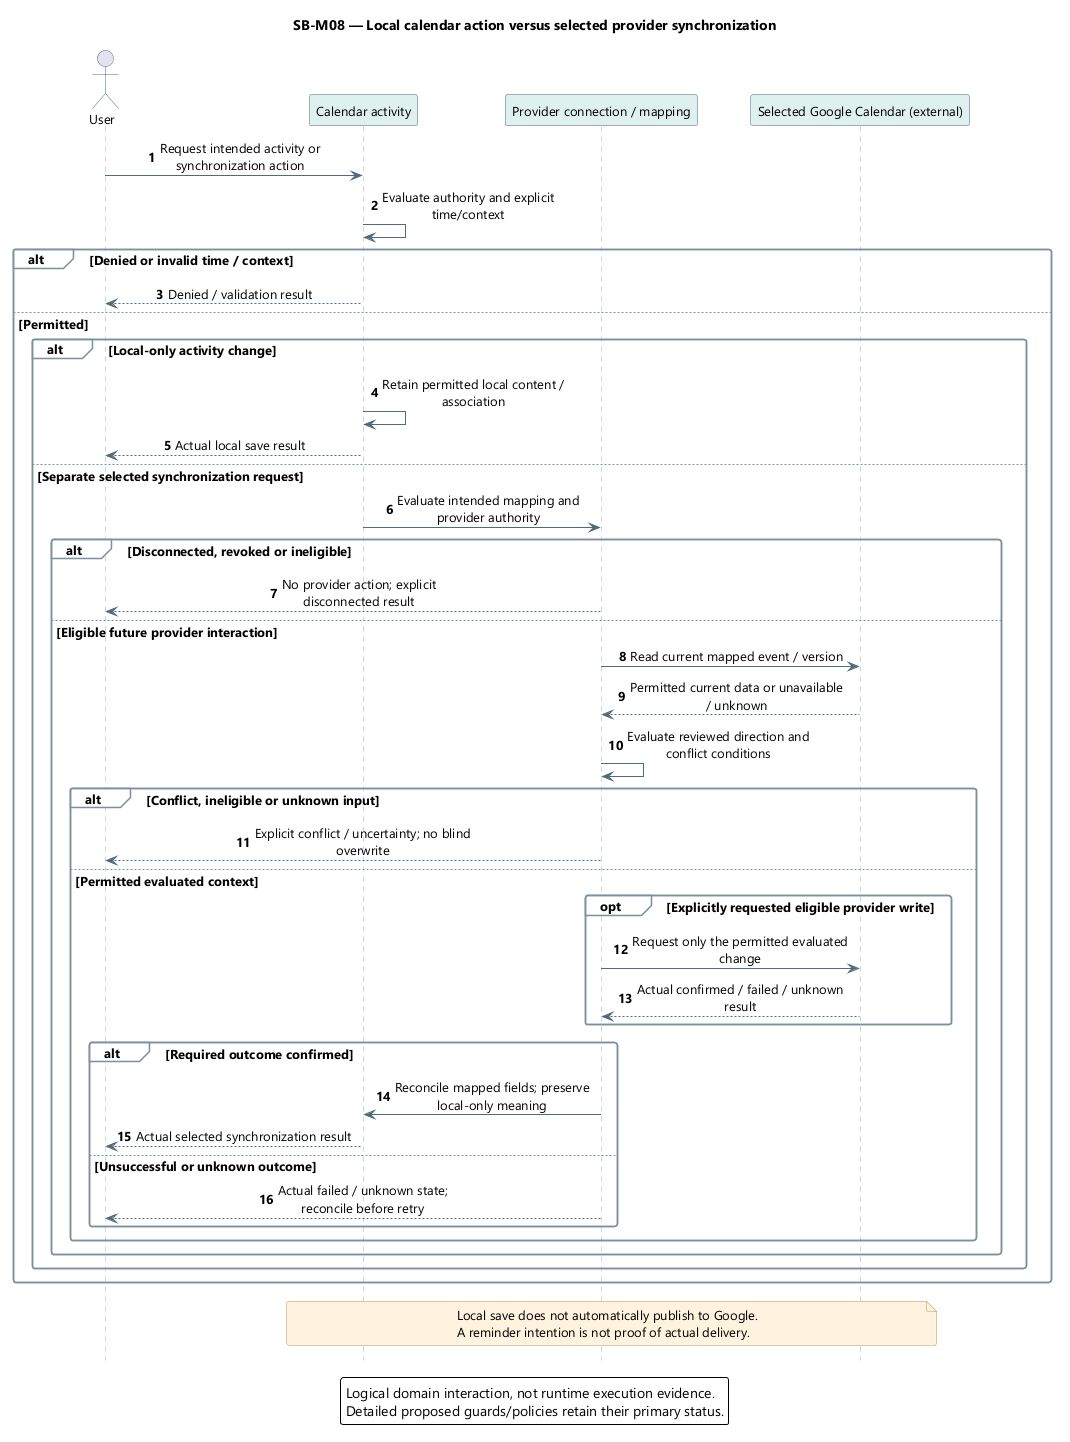 SB-M08 — Local calendar action versus selected provider synchronization
User
Calendar activity
Provider connection / mapping
Selected Google Calendar (external)
1 Request intended activity or
synchronization action
2 Evaluate authority and explicit
time/context
alt [Denied or invalid time / context]
3 Denied / validation result
[Permitted]
alt [Local-only activity change]
4 Retain permitted local content /
association
5 Actual local save result
[Separate selected synchronization request]
6 Evaluate intended mapping and
provider authority
alt [Disconnected, revoked or ineligible]
7 No provider action; explicit
disconnected result
[Eligible future provider interaction]
8 Read current mapped event / version
9 Permitted current data or unavailable
/ unknown
10 Evaluate reviewed direction and
conflict conditions
alt [Conflict, ineligible or unknown input]
11 Explicit conflict / uncertainty; no blind
overwrite
[Permitted evaluated context]
opt [Explicitly requested eligible provider write]
12 Request only the permitted evaluated
change
13 Actual confirmed / failed / unknown
result
alt [Required outcome confirmed]
14 Reconcile mapped fields; preserve
local-only meaning
15 Actual selected synchronization result
[Unsuccessful or unknown outcome]
16 Actual failed / unknown state;
reconcile before retry
Local save does not automatically publish to Google.
A reminder intention is not proof of actual delivery.
Logical domain interaction, not runtime execution evidence.
Detailed proposed guards/policies retain their primary status.